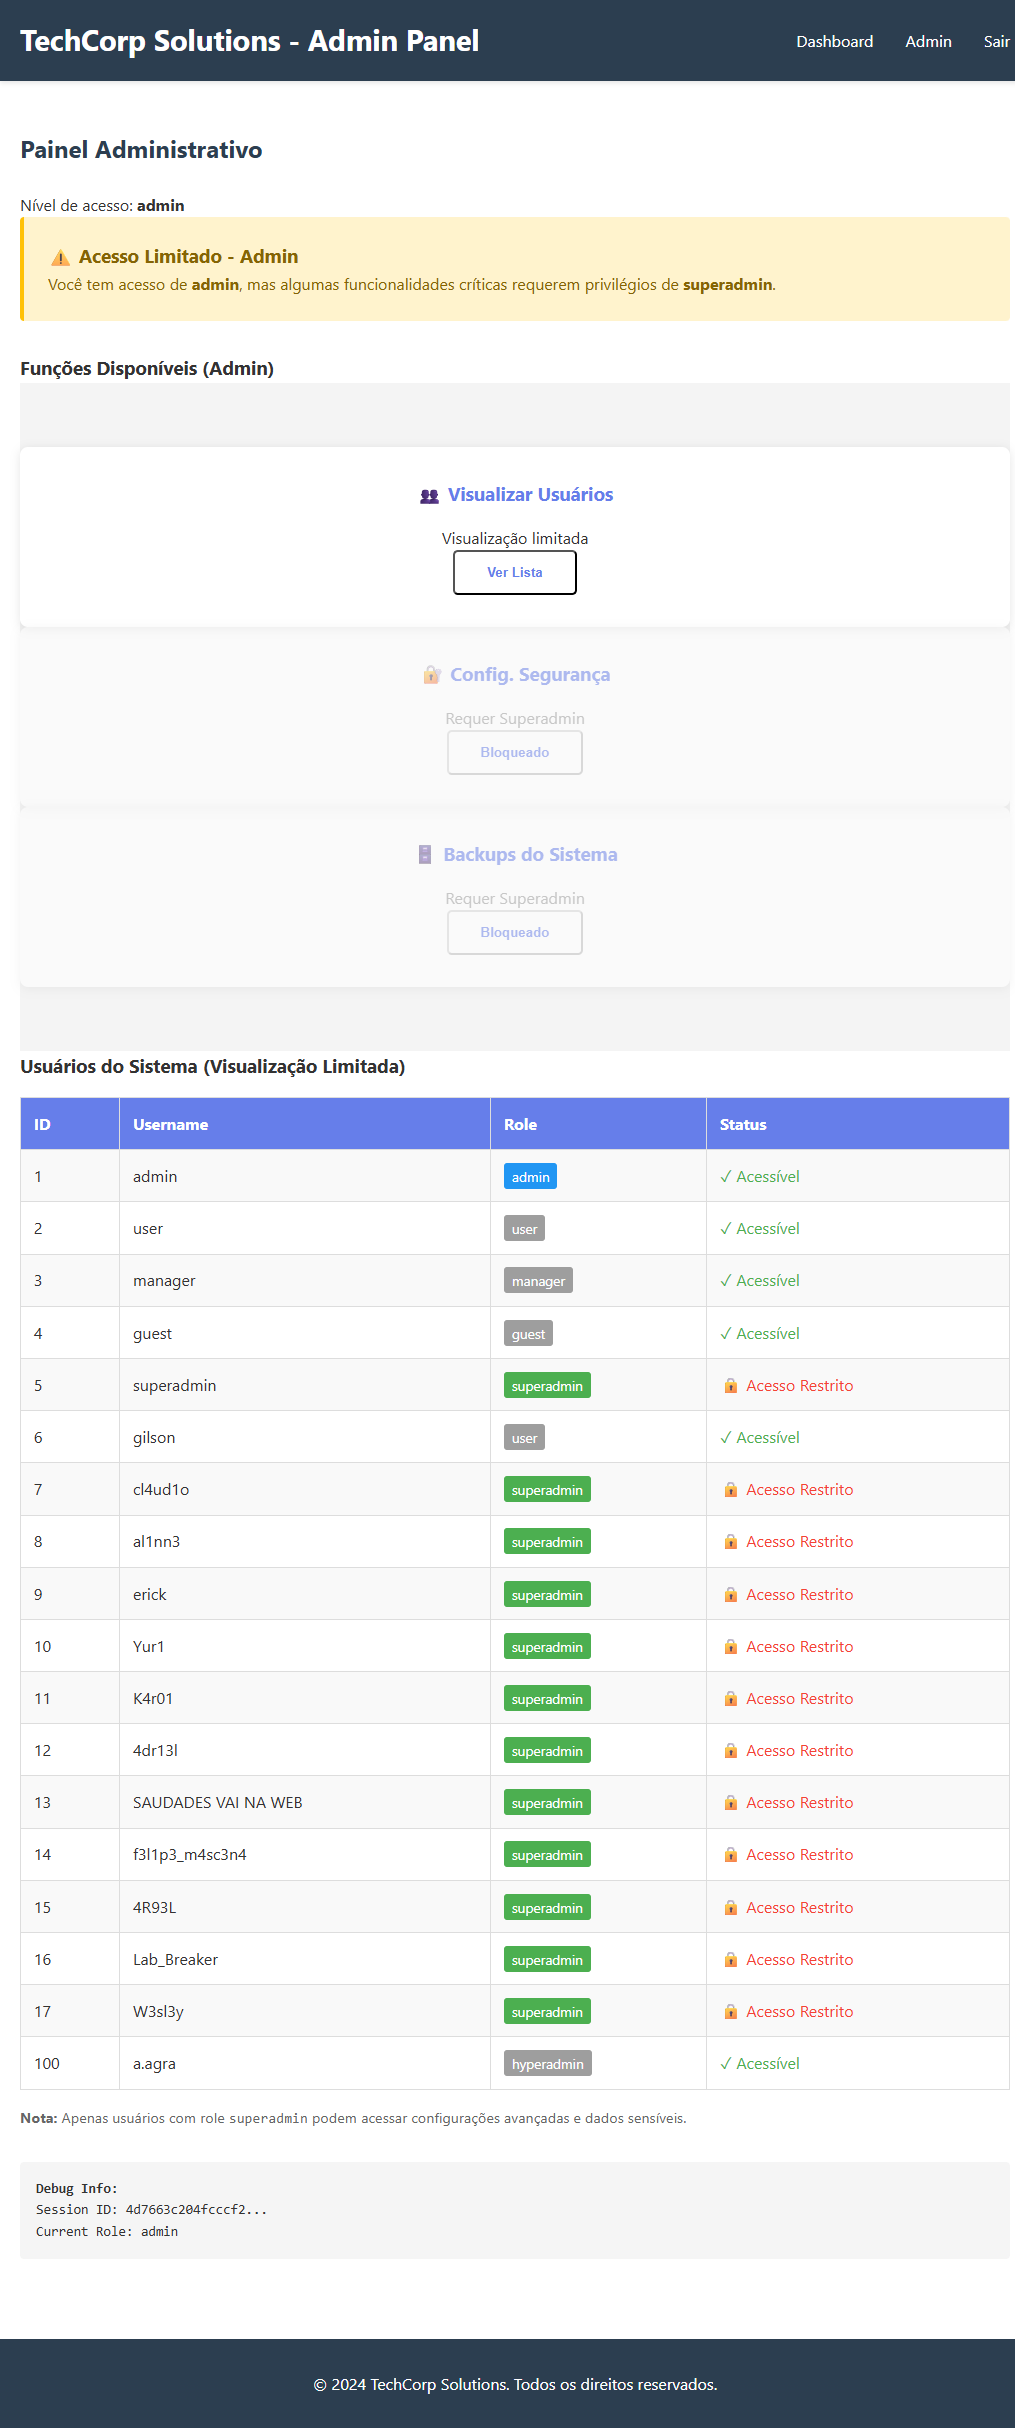 TechCorp Solutions - Admin Panel
Dashboard Admin Sair
Painel Administrativo
Nível de acesso: admin
⚠️ Acesso Limitado - Admin
Você tem acesso de admin, mas algumas funcionalidades críticas requerem privilégios de superadmin.
Funções Disponíveis (Admin)
👥 Visualizar Usuários
Visualização limitada
Ver Lista
🔐 Config. Segurança
Requer Superadmin
Bloqueado
🗄️ Backups do Sistema
Requer Superadmin
Bloqueado
Usuários do Sistema (Visualização Limitada)
ID Username Role Status
1 admin admin ✓ Acessível
2 user user ✓ Acessível
3 manager manager ✓ Acessível
4 guest guest ✓ Acessível
5 superadmin superadmin 🔒 Acesso Restrito
6 gilson user ✓ Acessível
7 cl4ud1o superadmin 🔒 Acesso Restrito
8 al1nn3 superadmin 🔒 Acesso Restrito
9 erick superadmin 🔒 Acesso Restrito
10 Yur1 superadmin 🔒 Acesso Restrito
11 K4r01 superadmin 🔒 Acesso Restrito
12 4dr13l superadmin 🔒 Acesso Restrito
13 SAUDADES VAI NA WEB superadmin 🔒 Acesso Restrito
14 f3l1p3_m4sc3n4 superadmin 🔒 Acesso Restrito
15 4R93L superadmin 🔒 Acesso Restrito
16 Lab_Breaker superadmin 🔒 Acesso Restrito
17 W3sl3y superadmin 🔒 Acesso Restrito
100 a.agra hyperadmin ✓ Acessível
Nota: Apenas usuários com role superadmin podem acessar configurações avançadas e dados sensíveis.
Debug Info:
Session ID: 4d7663c204fcccf2...
Current Role: admin
© 2024 TechCorp Solutions. Todos os direitos reservados.